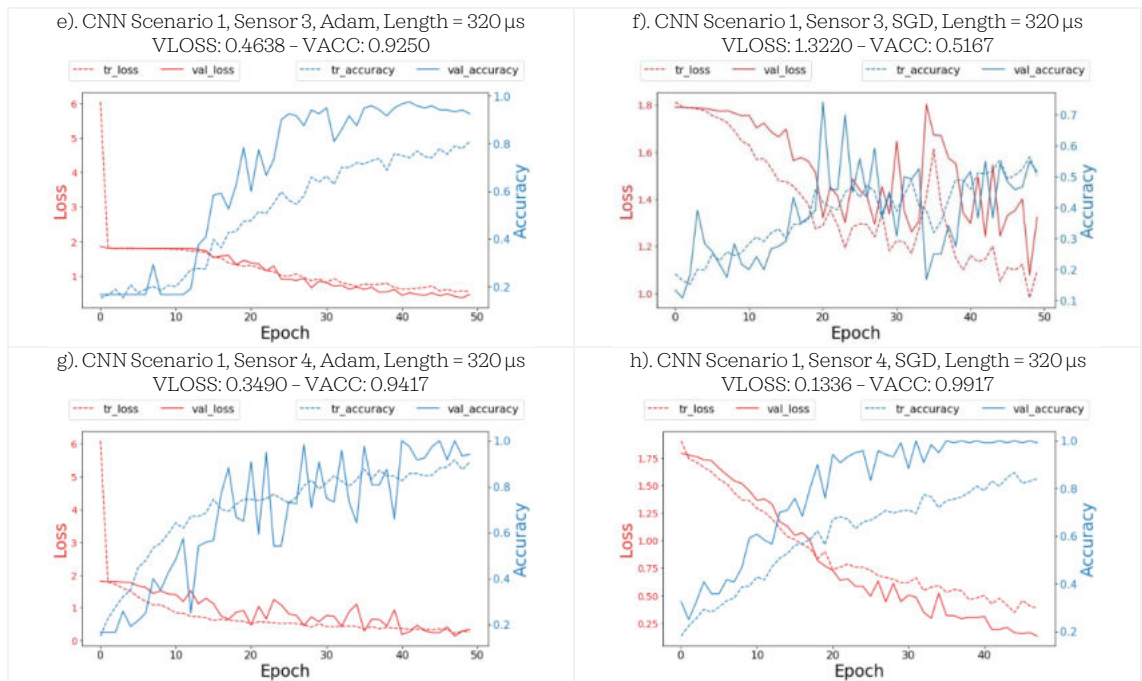 e). CNN Scenario 1, Sensor 3, Adam, Length = 320 µs
VLOSS: 0.4638 – VACC: 0.9250
tr_loss val_loss tr_accuracy val_accuracy
6
5
4
3
2
1
Loss
1.0
0.8
0.6
0.4
0.2
Accuracy
0 10 20 30 40 50
Epoch
f). CNN Scenario 1, Sensor 3, SGD, Length = 320 µs
VLOSS: 1.3220 – VACC: 0.5167
tr_loss val_loss tr_accuracy val_accuracy
1.8
1.6
1.4
1.2
1.0
Loss
0.7
0.6
0.5
0.4
0.3
0.2
0.1
Accuracy
0 10 20 30 40 50
Epoch
g). CNN Scenario 1, Sensor 4, Adam, Length = 320 µs
VLOSS: 0.3490 – VACC: 0.9417
tr_loss val_loss tr_accuracy val_accuracy
6
5
4
3
2
1
0
Loss
1.0
0.8
0.6
0.4
0.2
Accuracy
0 10 20 30 40 50
Epoch
h). CNN Scenario 1, Sensor 4, SGD, Length = 320 µs
VLOSS: 0.1336 – VACC: 0.9917
tr_loss val_loss tr_accuracy val_accuracy
1.75
1.50
1.25
1.00
0.75
0.50
0.25
Loss
1.0
0.8
0.6
0.4
0.2
Accuracy
0 10 20 30 40
Epoch